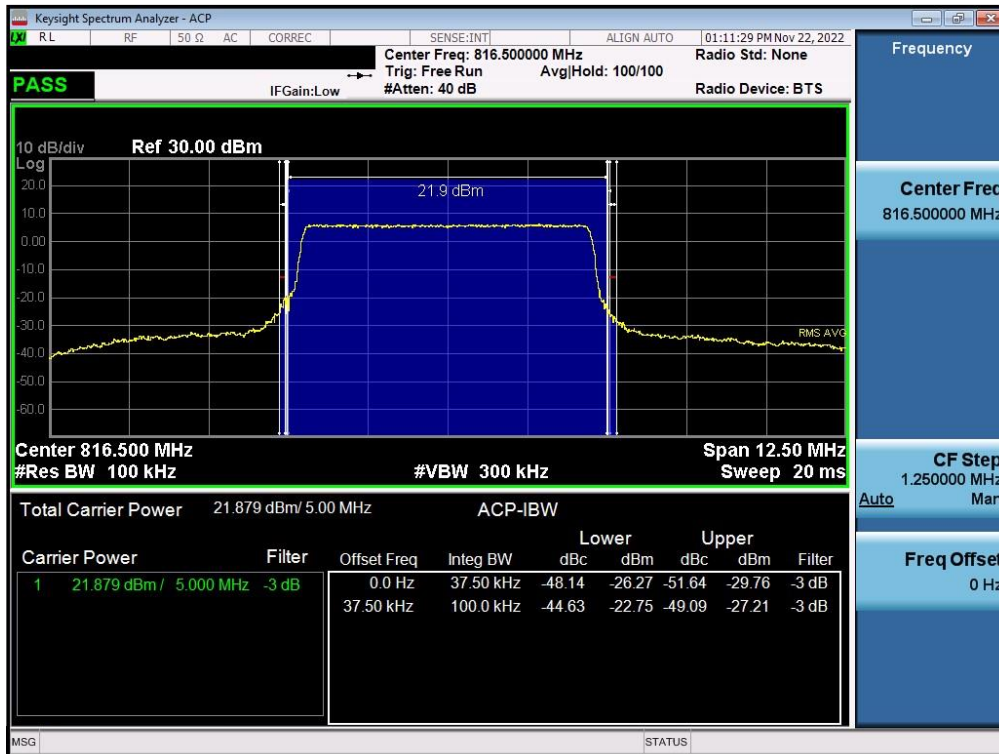 Keysight Spectrum Analyzer - ACP
LXI RL RF 50 Ω AC CORREC SENSE:INT ALIGN AUTO 01:11:29 PM Nov 22, 2022
Center Freq: 816.500000 MHz Radio Std: None
Trig: Free Run Avg|Hold: 100/100
PASS IFGain:Low #Atten: 40 dB Radio Device: BTS
10 dB/div Ref 30.00 dBm
Log
20.0
21.9 dBm
10.0
0.00
-10.0
-20.0
-30.0
RMS AVG
-40.0
-50.0
-60.0
Center 816.500 MHz Span 12.50 MHz
#Res BW 100 kHz #VBW 300 kHz Sweep 20 ms
Total Carrier Power 21.879 dBm/ 5.00 MHz ACP-IBW
Lower Upper
Carrier Power Filter Offset Freq Integ BW dBc dBm dBc dBm Filter
1 21.879 dBm / 5.000 MHz -3 dB 0.0 Hz 37.50 kHz -48.14 -26.27 -51.64 -29.76 -3 dB
37.50 kHz 100.0 kHz -44.63 -22.75 -49.09 -27.21 -3 dB
MSG STATUS
Frequency
Center Freq
816.500000 MHz
CF Step
1.250000 MHz
Auto Man
Freq Offset
0 Hz